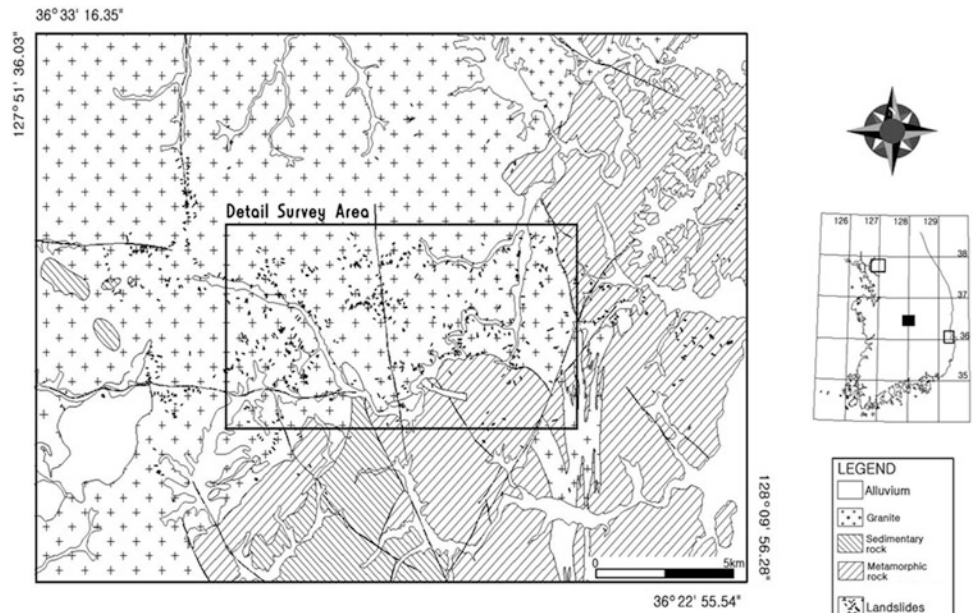 36° 33' 16.35"
127° 51' 36.03"
Detail Survey Area
126 127 128 129
38
37
36
35
128° 09' 56.28"
0 5km
36° 22' 55.54"
LEGEND
Alluvium
Granite
Sedimentary
rock
Metamorphic
rock
Landslides